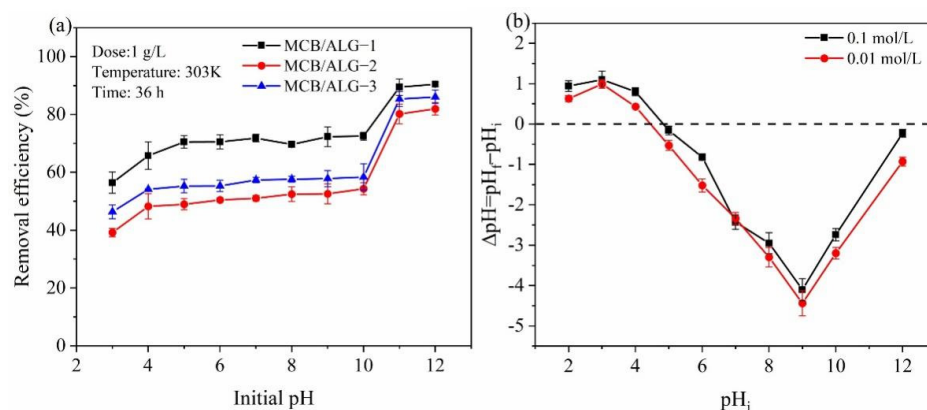 (a)
Dose:1 g/L
Temperature: 303K
Time: 36 h
MCB/ALG−1
MCB/ALG−2
MCB/ALG−3
Removal efficiency (%)
100
80
60
40
20
0
2 4 6 8 10 12
Initial pH
(b)
0.1 mol/L
0.01 mol/L
ΔpH=pHf−pHi
2
1
0
-1
-2
-3
-4
-5
2 4 6 8 10 12
pHi